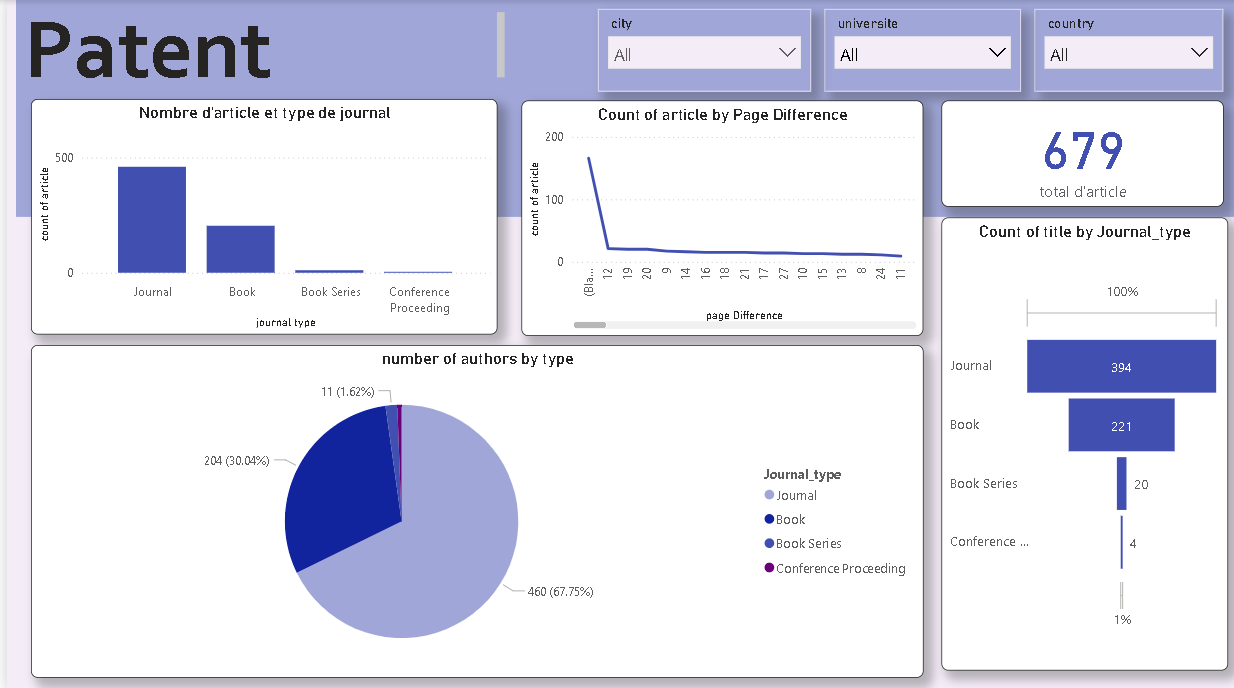 Patent
city
All
universite
All
country
All
Nombre d'article et type de journal
count of article
500
0
Journal
Book
Book Series
Conference
Proceeding
journal type
Count of article by Page Difference
count of article
200
100
0
(Bla...
12
19
20
9
14
16
18
21
17
27
10
15
13
8
24
11
page Difference
679
total d'article
number of authors by type
11 (1.62%)
204 (30.04%)
460 (67.75%)
Journal_type
Journal
Book
Book Series
Conference Proceeding
Count of title by Journal_type
100%
Journal
394
Book
221
Book Series
20
Conference ...
4
1%